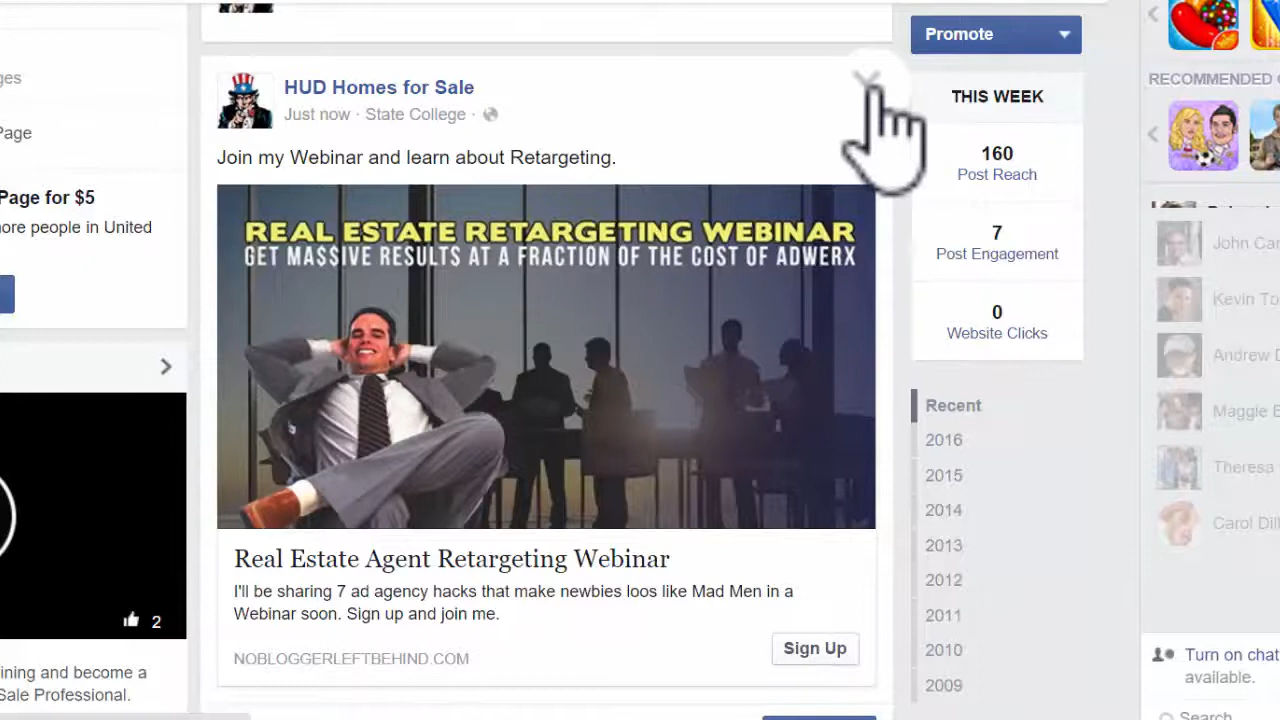 HUD Homes for Sale
Just now · State College ·
Join my Webinar and learn about Retargeting.
REAL ESTATE RETARGETING WEBINAR
GET MA$$IVE RESULTS AT A FRACTION OF THE COST OF ADWERX
Real Estate Agent Retargeting Webinar
I'll be sharing 7 ad agency hacks that make newbies loos like Mad Men in a
Webinar soon. Sign up and join me.
NOBLOGGERLEFTBEHIND.COM
Sign Up
ges
Page
Page for $5
ore people in United
2
ining and become a
Sale Professional.
Promote
THIS WEEK
160
Post Reach
7
Post Engagement
0
Website Clicks
Recent
2016
2015
2014
2013
2012
2011
2010
2009
RECOMMENDED
John Car
Kevin To
Andrew D
Maggie
Theresa
Carol Dil
Turn on chat
available.
Search